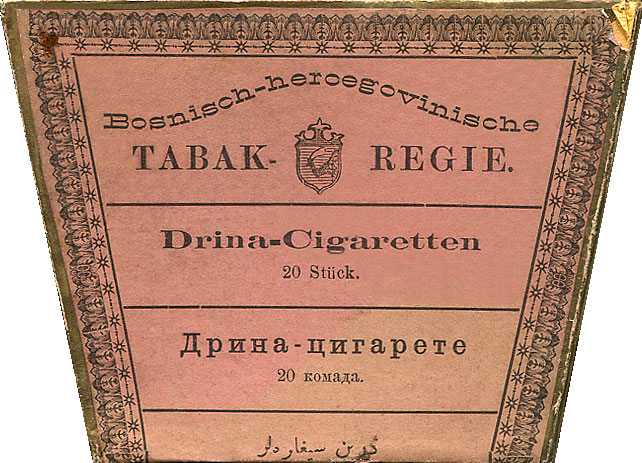 Bosnisch-hercegovinische
TABAK- REGIE.
Drina-Cigaretten
20 Stück.
Дрина-цигарете
20 комада.